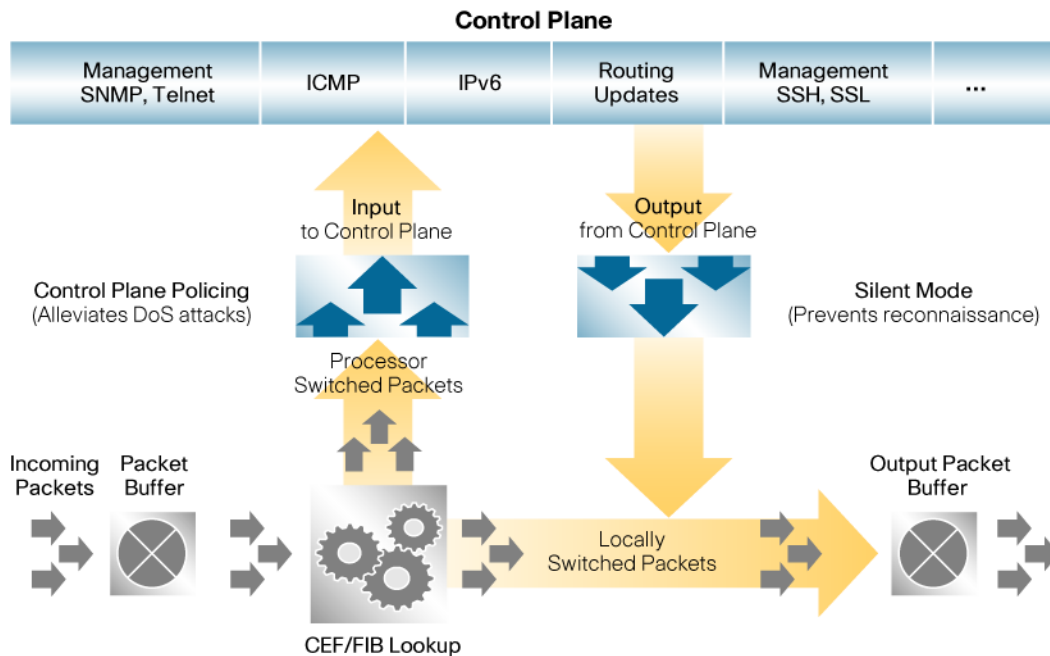 Control Plane
Management
SNMP, Telnet
ICMP
IPv6
Routing
Updates
Management
SSH, SSL
...
Input
to Control Plane
Output
from Control Plane
Control Plane Policing
(Alleviates DoS attacks)
Silent Mode
(Prevents reconnaissance)
Processor
Switched Packets
Incoming
Packets
Packet
Buffer
Output Packet
Buffer
Locally
Switched Packets
CEF/FIB Lookup